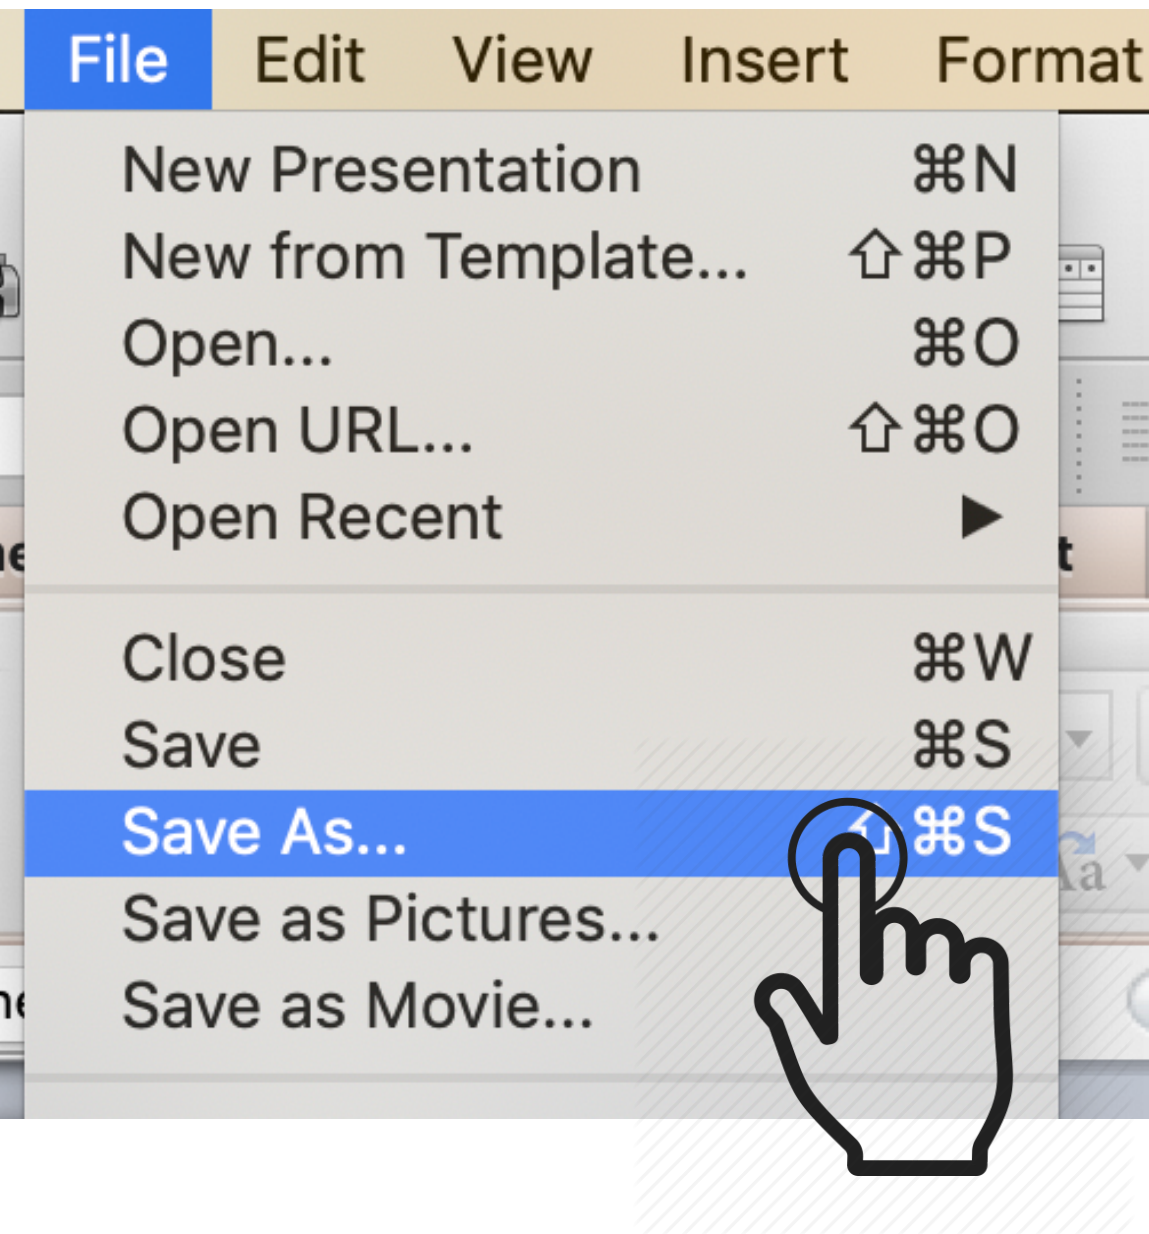 File Edit View Insert Format
New Presentation ⌘N
New from Template... ⇧⌘P
Open... ⌘O
Open URL... ⇧⌘O
Open Recent ▶
Close ⌘W
Save ⌘S
Save As... ⇧⌘S
Save as Pictures...
Save as Movie...